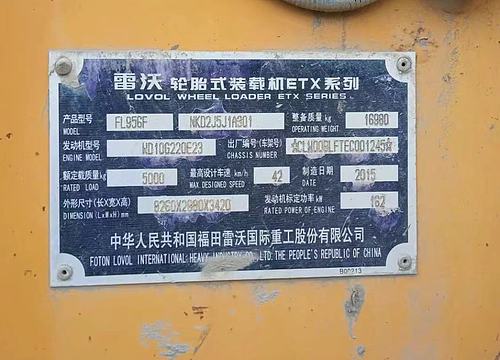 雷沃 轮胎式装载机ETX系列
LOVOL WHEEL LOADER ETX SERIES
产品型号 FL956F NKD2J5J1A301 整备质量 kg 16980
MODEL OPERATING WEIGHT
发动机型号 WD10G220E23 出厂编号(车架号) ☆CLW009LFTEC001245☆
ENGINE MODEL CHASSIS NUMBER
额定载质量 kg 5000 最高设计车速 km/h 42 制造日期 2015
RATED LOAD MAX DESIGNED SPEED DATE
外形尺寸(长X宽X高) 8260X2980X3420 发动机标定功率 kw 162
DIMENSION (LxWxH) mm RATED POWER OF ENGINE
中华人民共和国福田雷沃国际重工股份有限公司
FOTON LOVOL INTERNATIONAL HEAVY INDUSTRY CO.,LTD.THE PEOPLE'S REPUBLIC OF CHINA
B00213